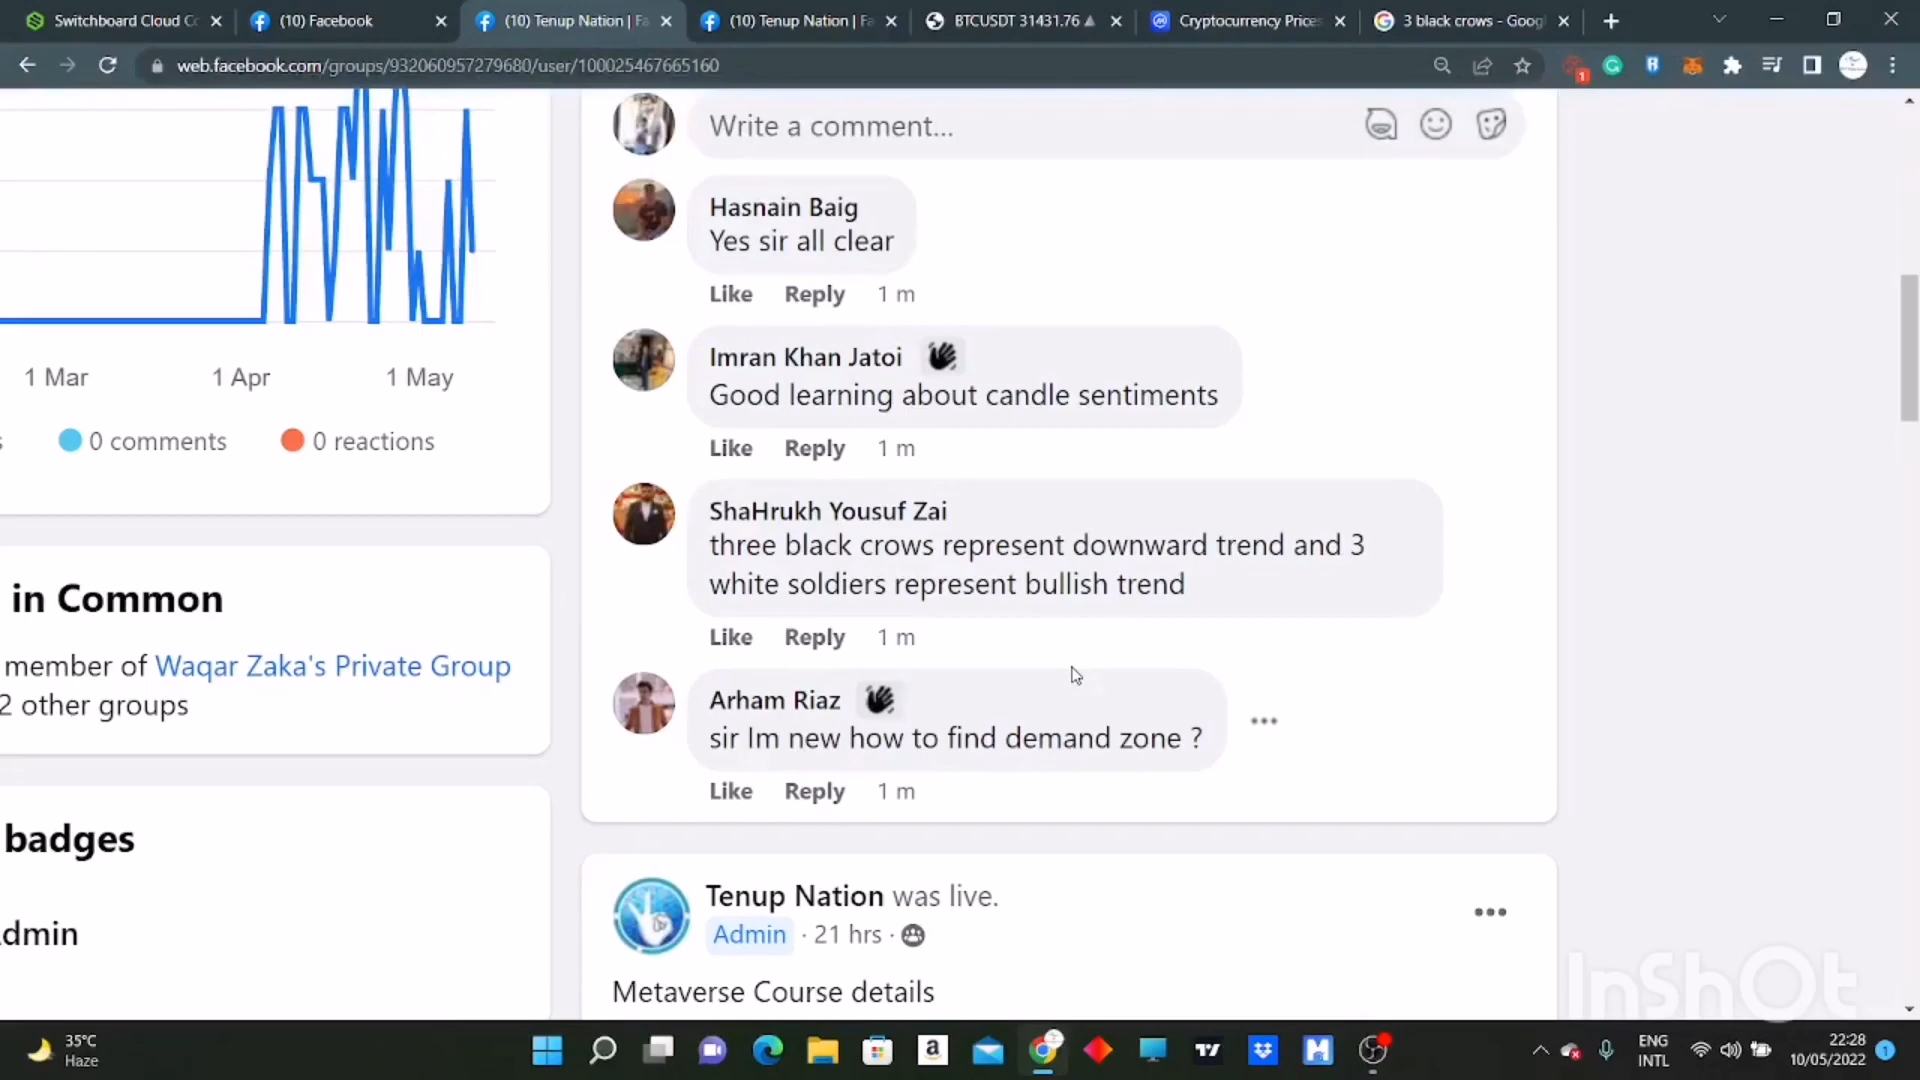 Switchboard Cloud Co
(10) Facebook
(10) Tenup Nation | Fa
(10) Tenup Nation | Fa
BTCUSDT 31431.76 ▲
Cryptocurrency Prices
3 black crows - Goog
web.facebook.com/groups/932060957279680/user/100025467665160
1
Write a comment...
Hasnain Baig
Yes sir all clear
Like Reply 1 m
Imran Khan Jatoi
Good learning about candle sentiments
Like Reply 1 m
ShaHrukh Yousuf Zai
three black crows represent downward trend and 3
white soldiers represent bullish trend
Like Reply 1 m
Arham Riaz
sir Im new how to find demand zone ?
Like Reply 1 m
Tenup Nation was live.
Admin · 21 hrs ·
Metaverse Course details
1 Mar 1 Apr 1 May
s 0 comments 0 reactions
in Common
member of Waqar Zaka's Private Group
2 other groups
badges
dmin
InShOt
35°C
Haze
ENG
INTL
22:28
10/05/2022
1